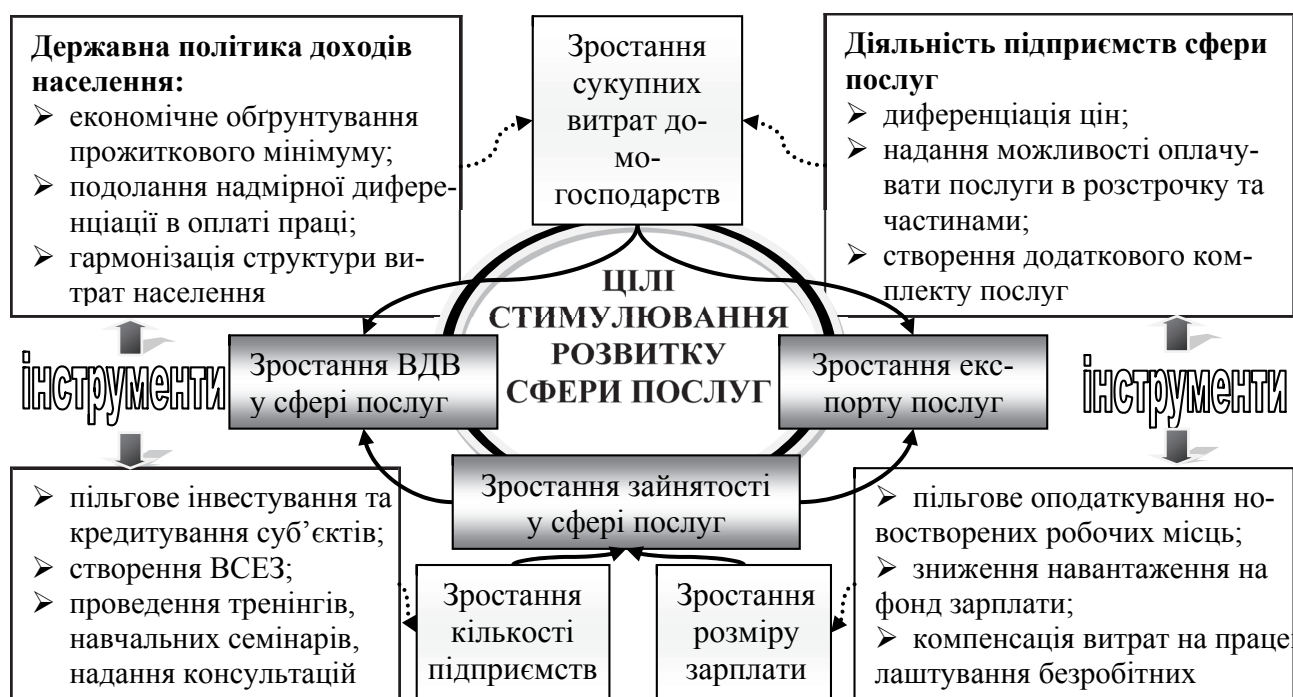 Державна політика доходів
населення:
➢ економічне обґрунтування
прожиткового мінімуму;
➢ подолання надмірної дифере-
нціації в оплаті праці;
➢ гармонізація структури ви-
трат населення
Зростання
сукупних
витрат до-
мо-
господарств
Діяльність підприємств сфери
послуг
➢ диференціація цін;
➢ надання можливості оплачу-
вати послуги в розстрочку та
частинами;
➢ створення додаткового ком-
плекту послуг
ЦІЛІ
СТИМУЛЮВАННЯ
РОЗВИТКУ
СФЕРИ ПОСЛУГ
інструменти
Зростання ВДВ
у сфері послуг
Зростання екс-
порту послуг
інструменти
Зростання зайнятості
у сфері послуг
➢ пільгове інвестування та
кредитування суб’єктів;
➢ створення ВСЕЗ;
➢ проведення тренінгів,
навчальних семінарів,
надання консультацій
Зростання
кількості
підприємств
Зростання
розміру
зарплати
➢ пільгове оподаткування но-
востворених робочих місць;
➢ зниження навантаження на
фонд зарплати;
➢ компенсація витрат на праце
лаштування безробітних